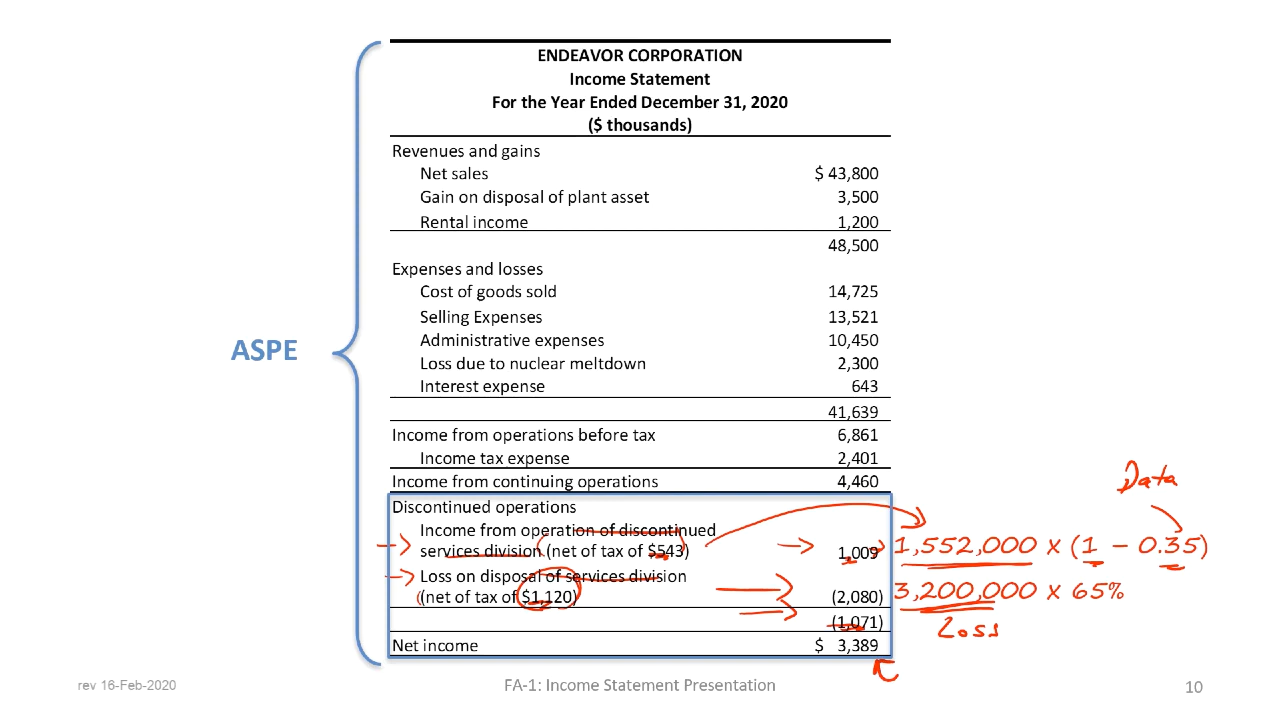 ENDEAVOR CORPORATION
Income Statement
For the Year Ended December 31, 2020
($ thousands)
Revenues and gains
Net sales $ 43,800
Gain on disposal of plant asset 3,500
Rental income 1,200
48,500
Expenses and losses
Cost of goods sold 14,725
Selling Expenses 13,521
Administrative expenses 10,450
ASPE
Loss due to nuclear meltdown 2,300
Interest expense 643
41,639
Income from operations before tax 6,861
Income tax expense 2,401
Income from continuing operations 4,460
Data
Discontinued operations
Income from operation of discontinued
services division (net of tax of $543) 1,009 1,552,000 × (1 - 0.35)
Loss on disposal of services division
(net of tax of $1,120) (2,080) 3,200,000 × 65%
(1,071) Loss
Net income $ 3,389
rev 16-Feb-2020 FA-1: Income Statement Presentation 10